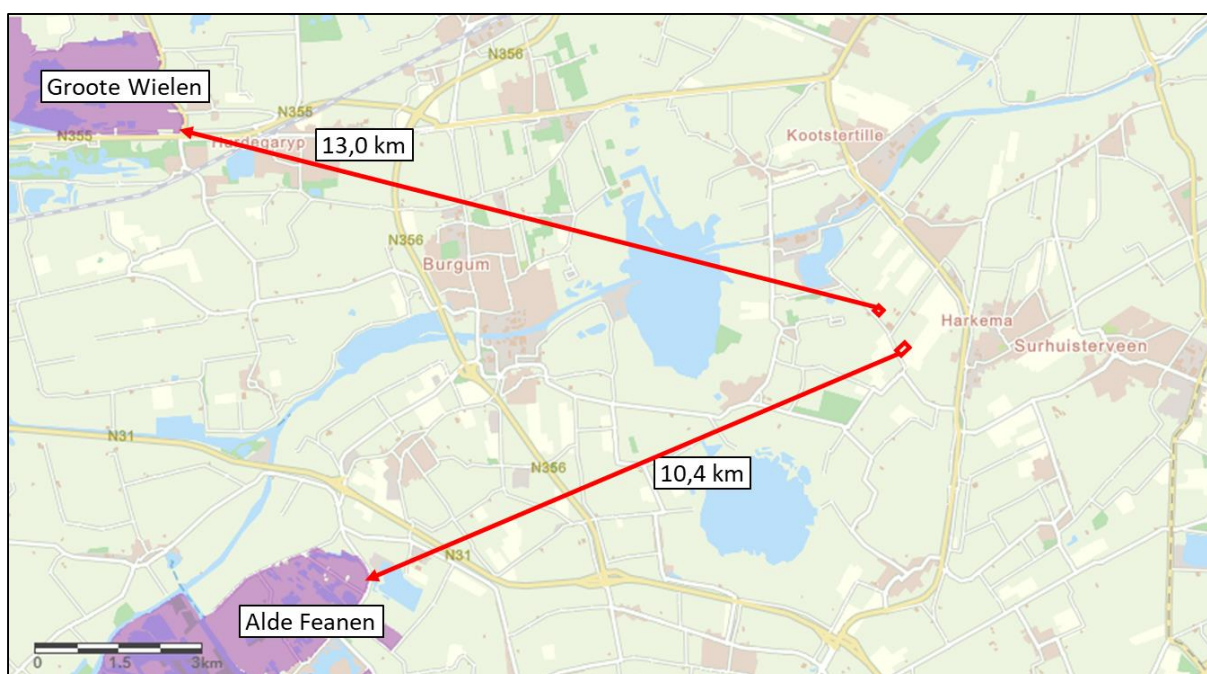 N356
Groote Wielen
N355
N355
Hardegaryp
13,0 km
Kootstertille
N356
Burgum
Harkema
Surhuisterveen
N31
N356
10,4 km
N31
Alde Feanen
0 1.5 3km